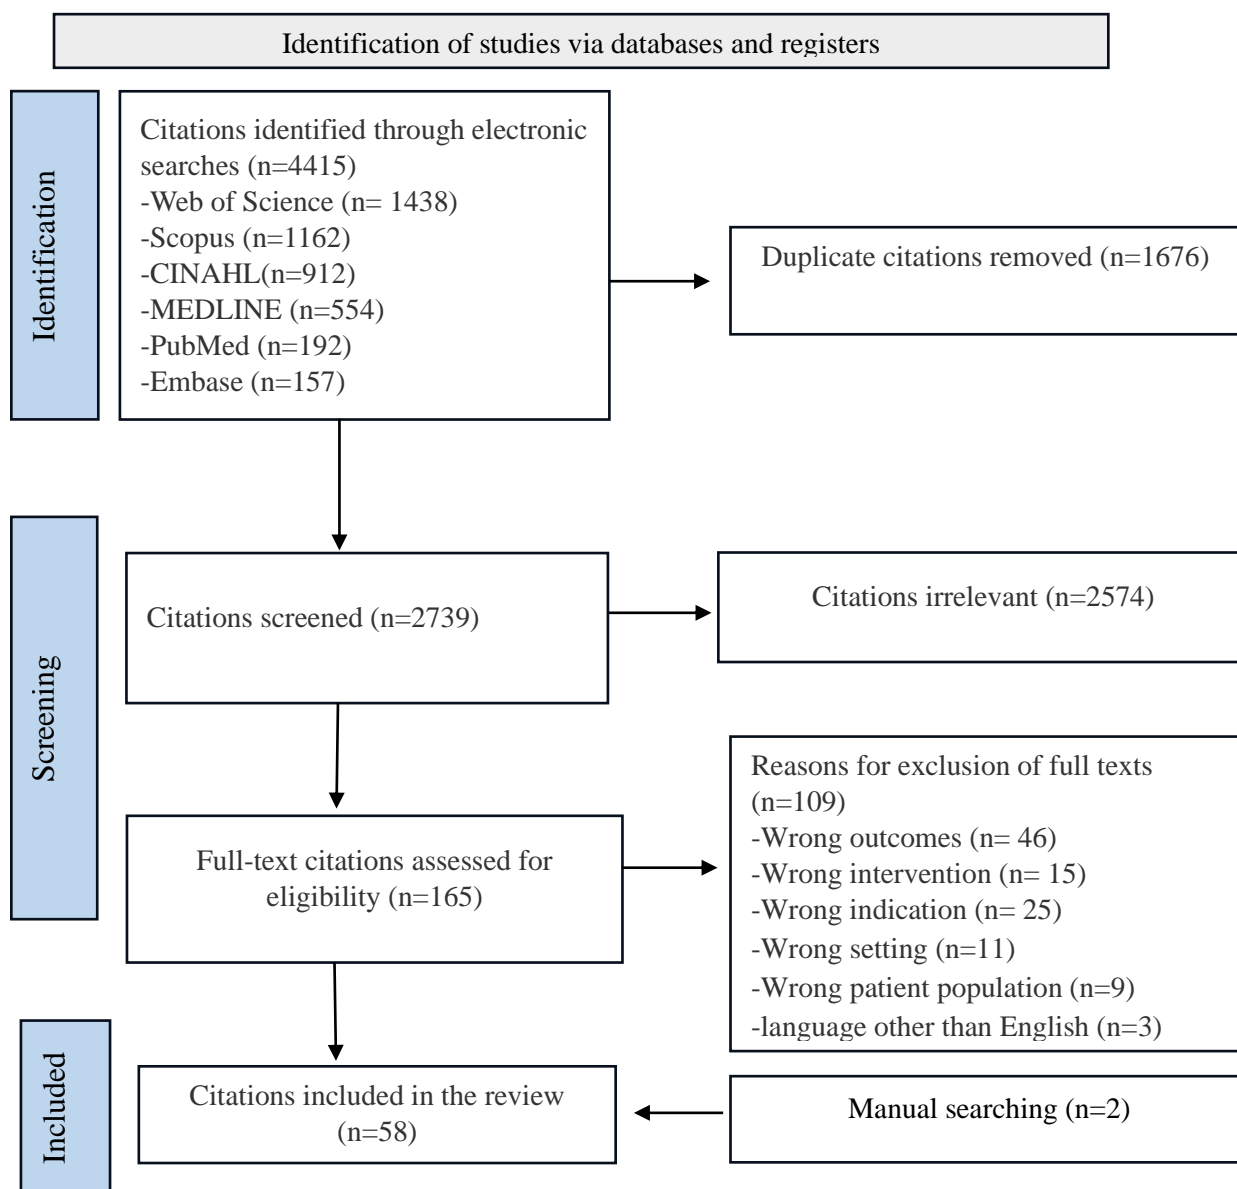 Identification of studies via databases and registers
Identification
Citations identified through electronic
searches (n=4415)
-Web of Science (n= 1438)
-Scopus (n=1162)
-CINAHL(n=912)
-MEDLINE (n=554)
-PubMed (n=192)
-Embase (n=157)
Duplicate citations removed (n=1676)
Screening
Citations screened (n=2739)
Citations irrelevant (n=2574)
Full-text citations assessed for
eligibility (n=165)
Reasons for exclusion of full texts
(n=109)
-Wrong outcomes (n= 46)
-Wrong intervention (n= 15)
-Wrong indication (n= 25)
-Wrong setting (n=11)
-Wrong patient population (n=9)
-language other than English (n=3)
Included
Citations included in the review
(n=58)
Manual searching (n=2)